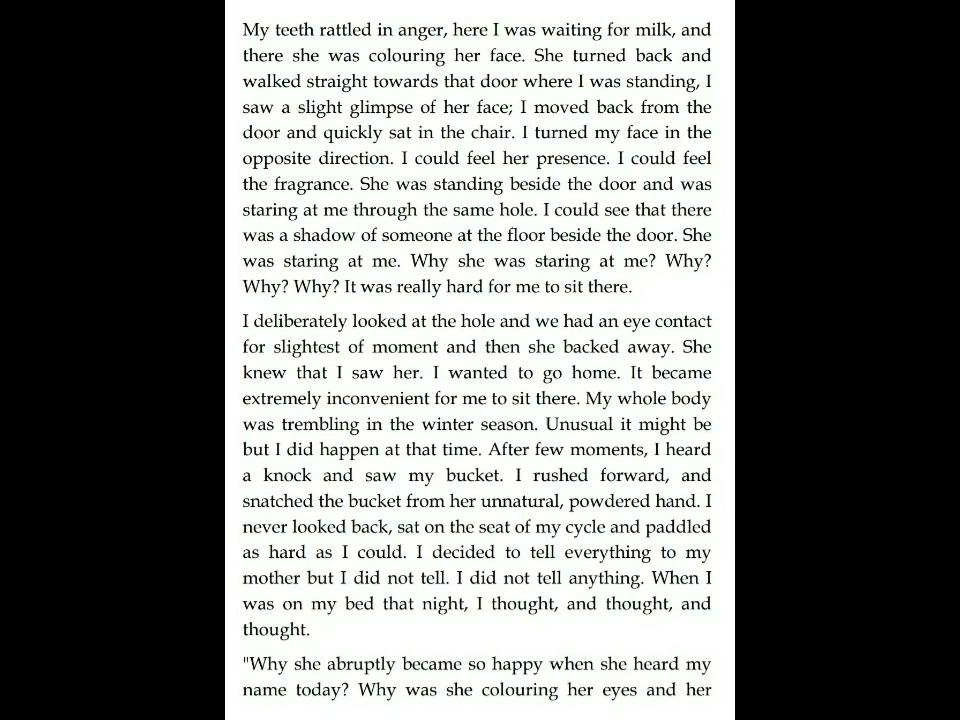 My teeth rattled in anger, here I was waiting for milk, and
there she was colouring her face. She turned back and
walked straight towards that door where I was standing, I
saw a slight glimpse of her face; I moved back from the
door and quickly sat in the chair. I turned my face in the
opposite direction. I could feel her presence. I could feel
the fragrance. She was standing beside the door and was
staring at me through the same hole. I could see that there
was a shadow of someone at the floor beside the door. She
was staring at me. Why she was staring at me? Why?
Why? Why? It was really hard for me to sit there.
I deliberately looked at the hole and we had an eye contact
for slightest of moment and then she backed away. She
knew that I saw her. I wanted to go home. It became
extremely inconvenient for me to sit there. My whole body
was trembling in the winter season. Unusual it might be
but I did happen at that time. After few moments, I heard
a knock and saw my bucket. I rushed forward, and
snatched the bucket from her unnatural, powdered hand. I
never looked back, sat on the seat of my cycle and paddled
as hard as I could. I decided to tell everything to my
mother but I did not tell. I did not tell anything. When I
was on my bed that night, I thought, and thought, and
thought.
"Why she abruptly became so happy when she heard my
name today? Why was she colouring her eyes and her